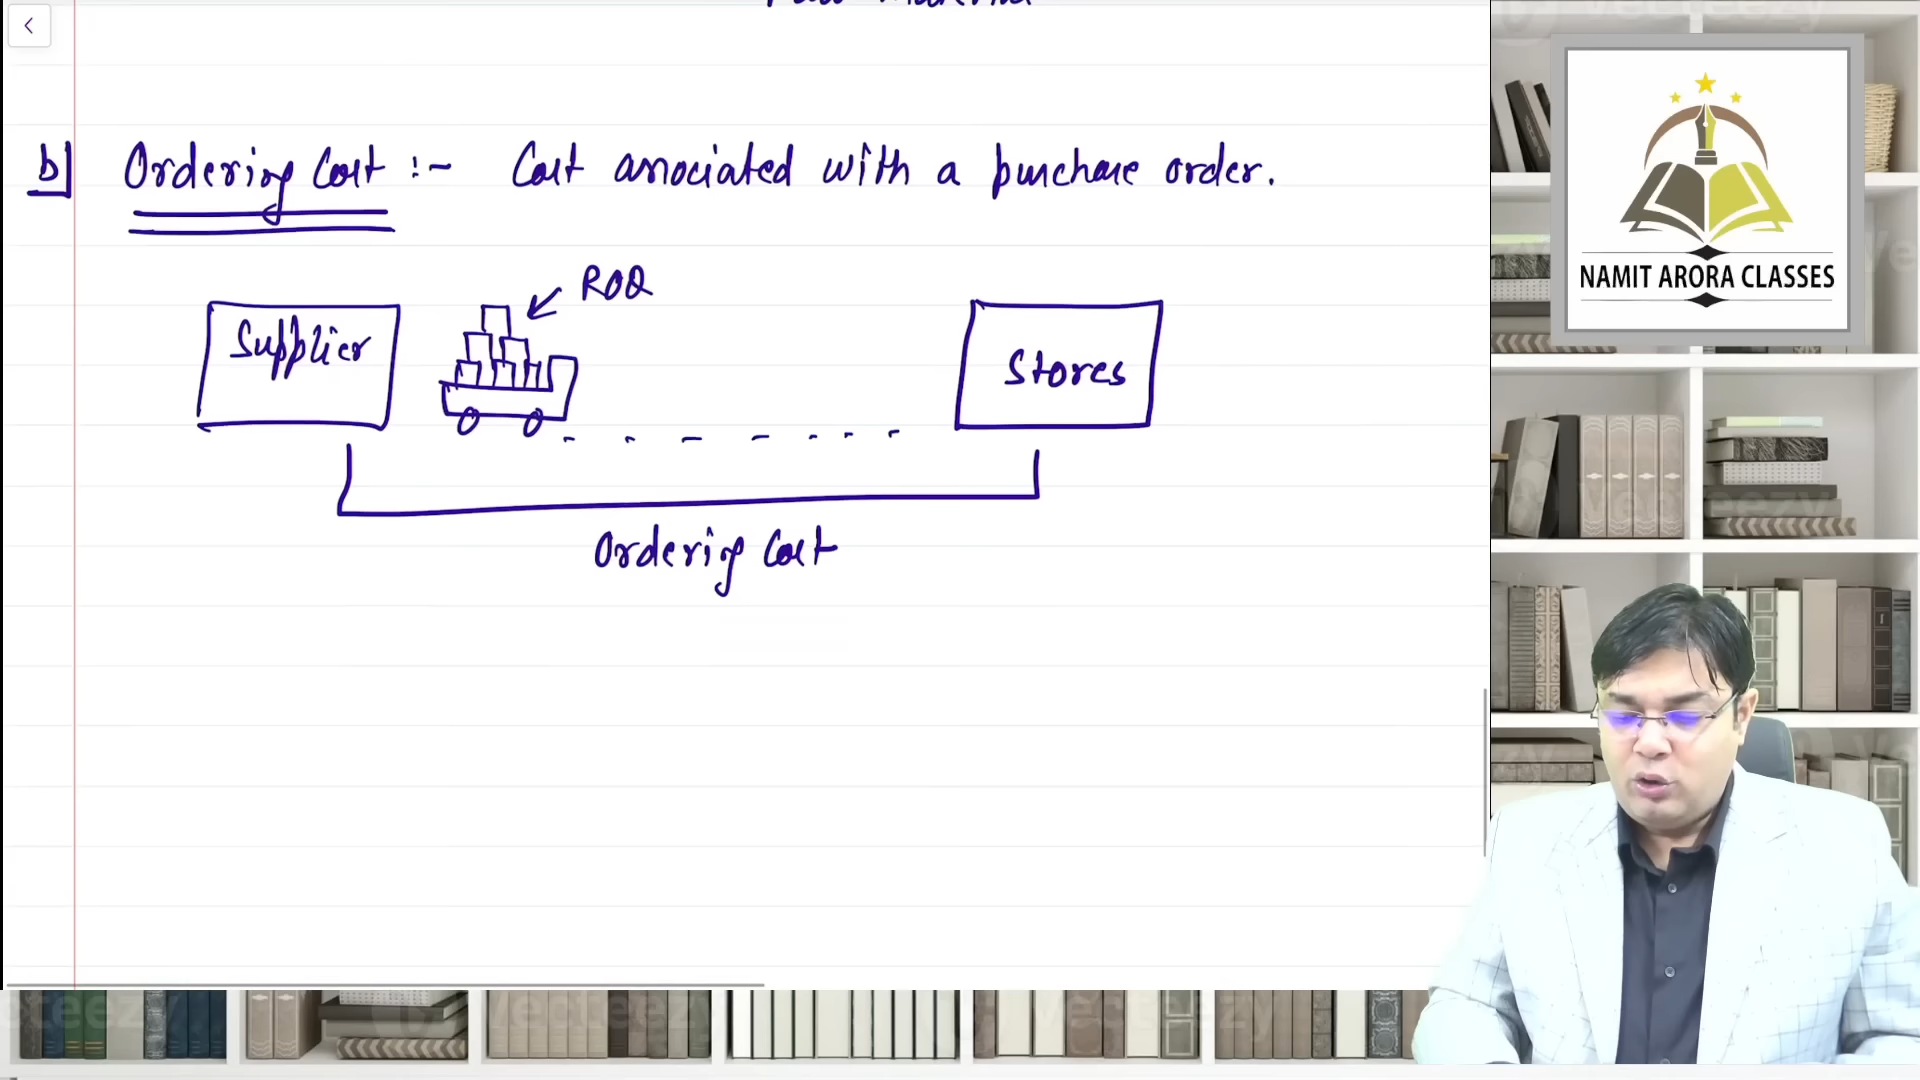 b] Ordering Cost :- Cost associated with a purchase order.
ROQ
Supplier
Stores
Ordering Cost
NAMIT ARORA CLASSES